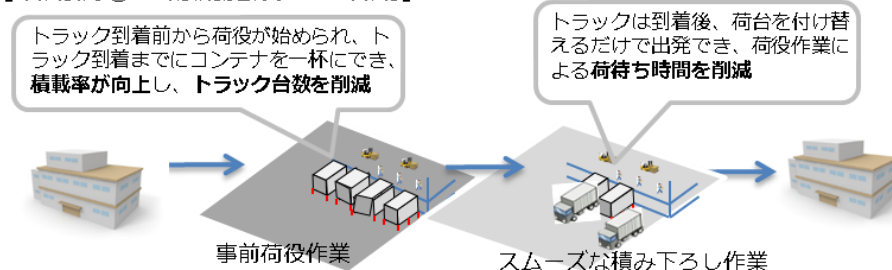 トラック到着前から荷役が始められ、ト
ラック到着までにコンテナを一杯にでき、
積載率が向上し、トラック台数を削減
トラックは到着後、荷台を付け替
えるだけで出発でき、荷役作業に
よる荷待ち時間を削減
事前荷役作業
スムーズな積み下ろし作業